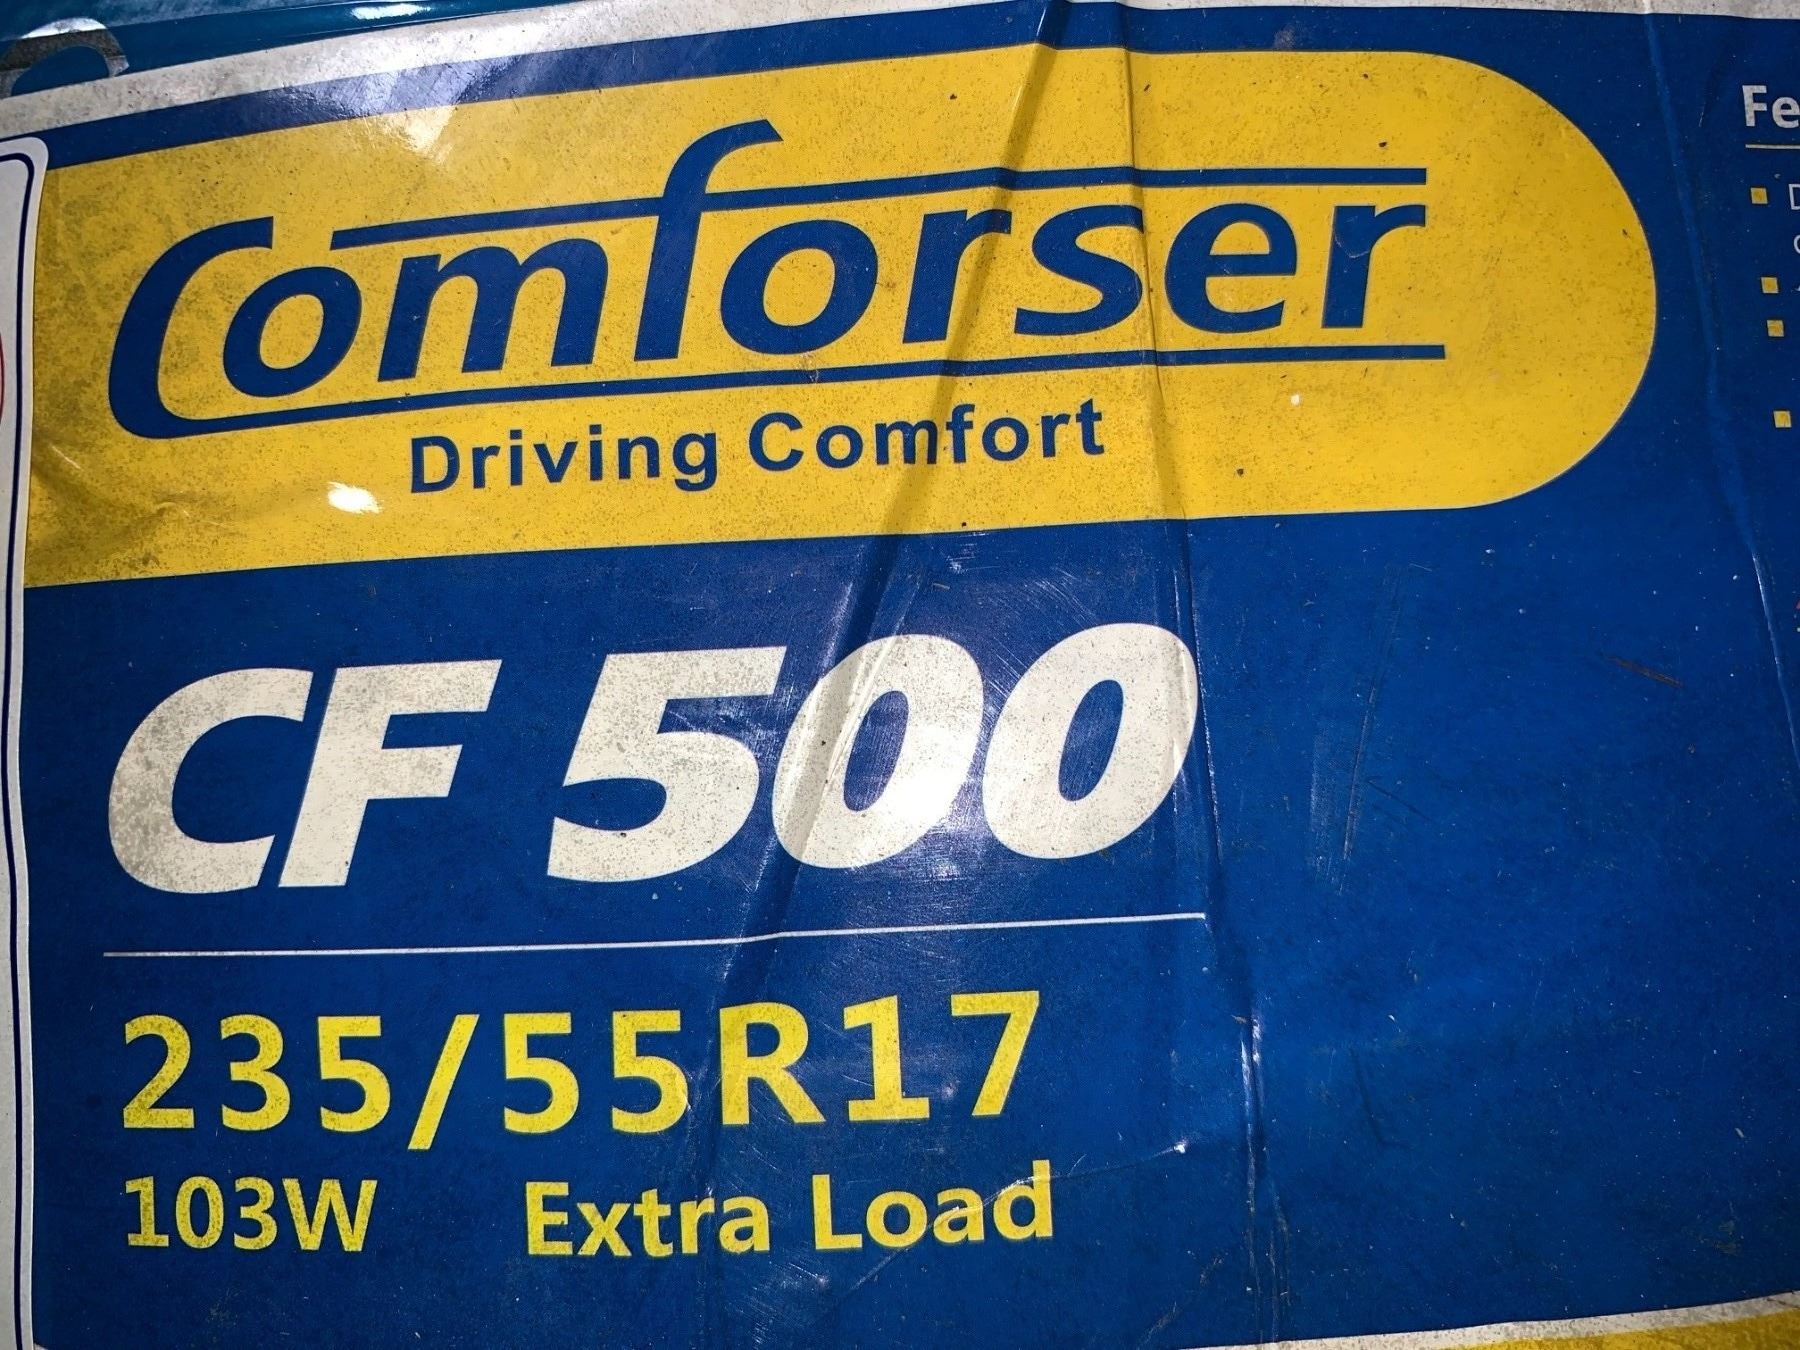 Comforser
Driving Comfort
CF 500
235/55R17
103W Extra Load